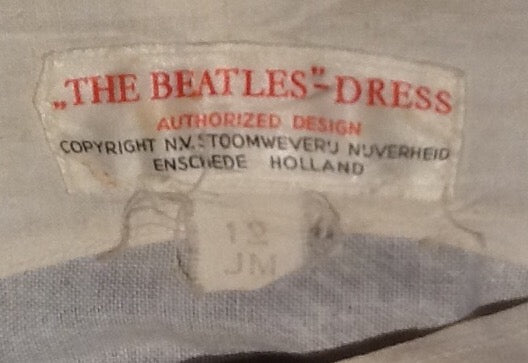 „THE BEATLES"-DRESS
AUTHORIZED DESIGN
COPYRIGHT N.V. STOOMWEVERIJ NIJVERHEID
ENSCHEDE HOLLAND
12
JM